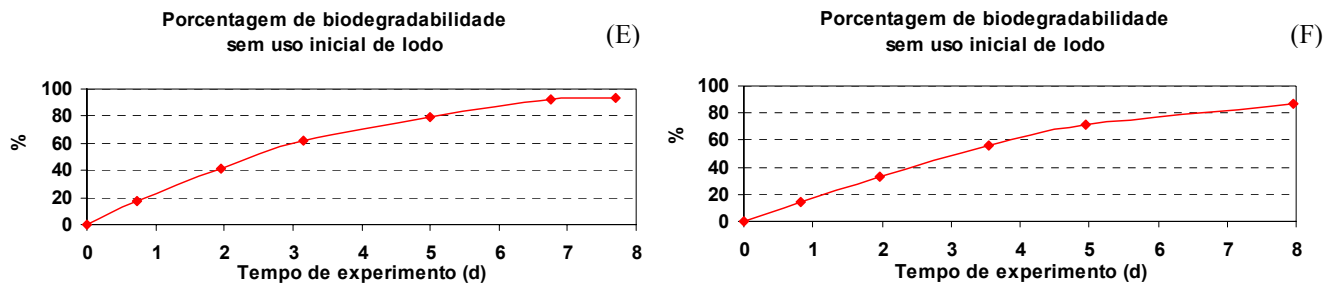 Porcentagem de biodegradabilidade
sem uso inicial de lodo
(E)
100
80
60
40
20
0
%
0 1 2 3 4 5 6 7 8
Tempo de experimento (d)
Porcentagem de biodegradabilidade
sem uso inicial de lodo
(F)
100
80
60
40
20
0
%
0 1 2 3 4 5 6 7 8
Tempo de experimento (d)